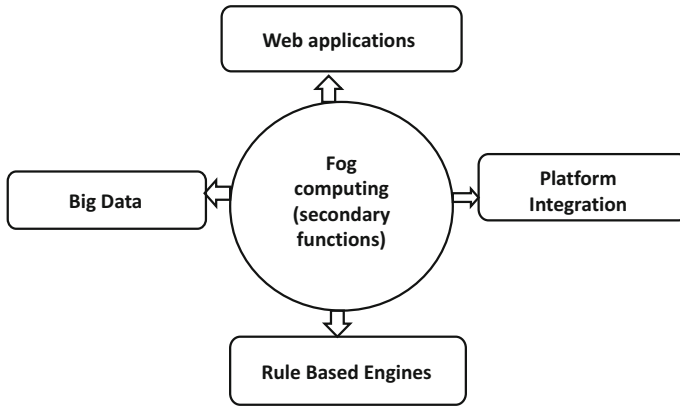 Web applications
Fog
computing
(secondary
functions)
Big Data
Platform
Integration
Rule Based Engines